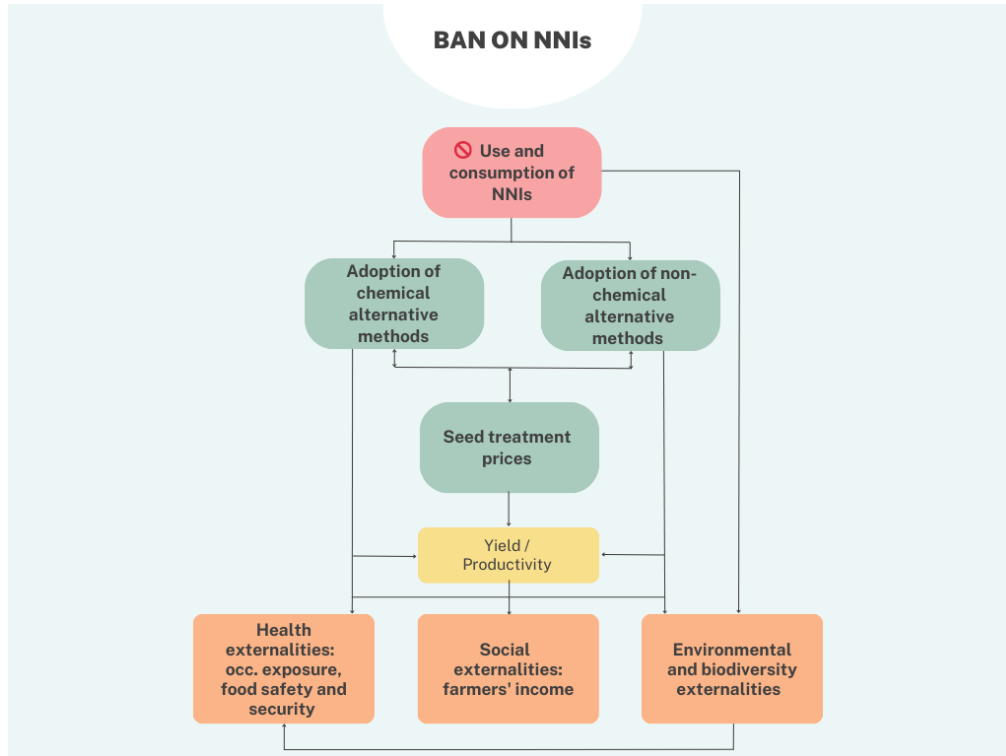 BAN ON NNIs
Use and
consumption of
NNIs
Adoption of
chemical
alternative
methods
Adoption of non-
chemical
alternative
methods
Seed treatment
prices
Yield /
Productivity
Health
externalities:
occ. exposure,
food safety and
security
Social
externalities:
farmers' income
Environmental
and biodiversity
externalities